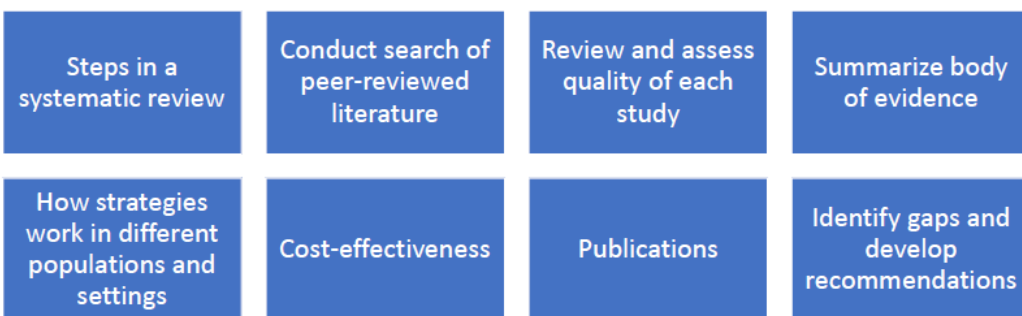 Steps in a
systematic review
Conduct search of
peer-reviewed
literature
Review and assess
quality of each
study
Summarize body
of evidence
How strategies
work in different
populations and
settings
Cost-effectiveness
Publications
Identify gaps and
develop
recommendations